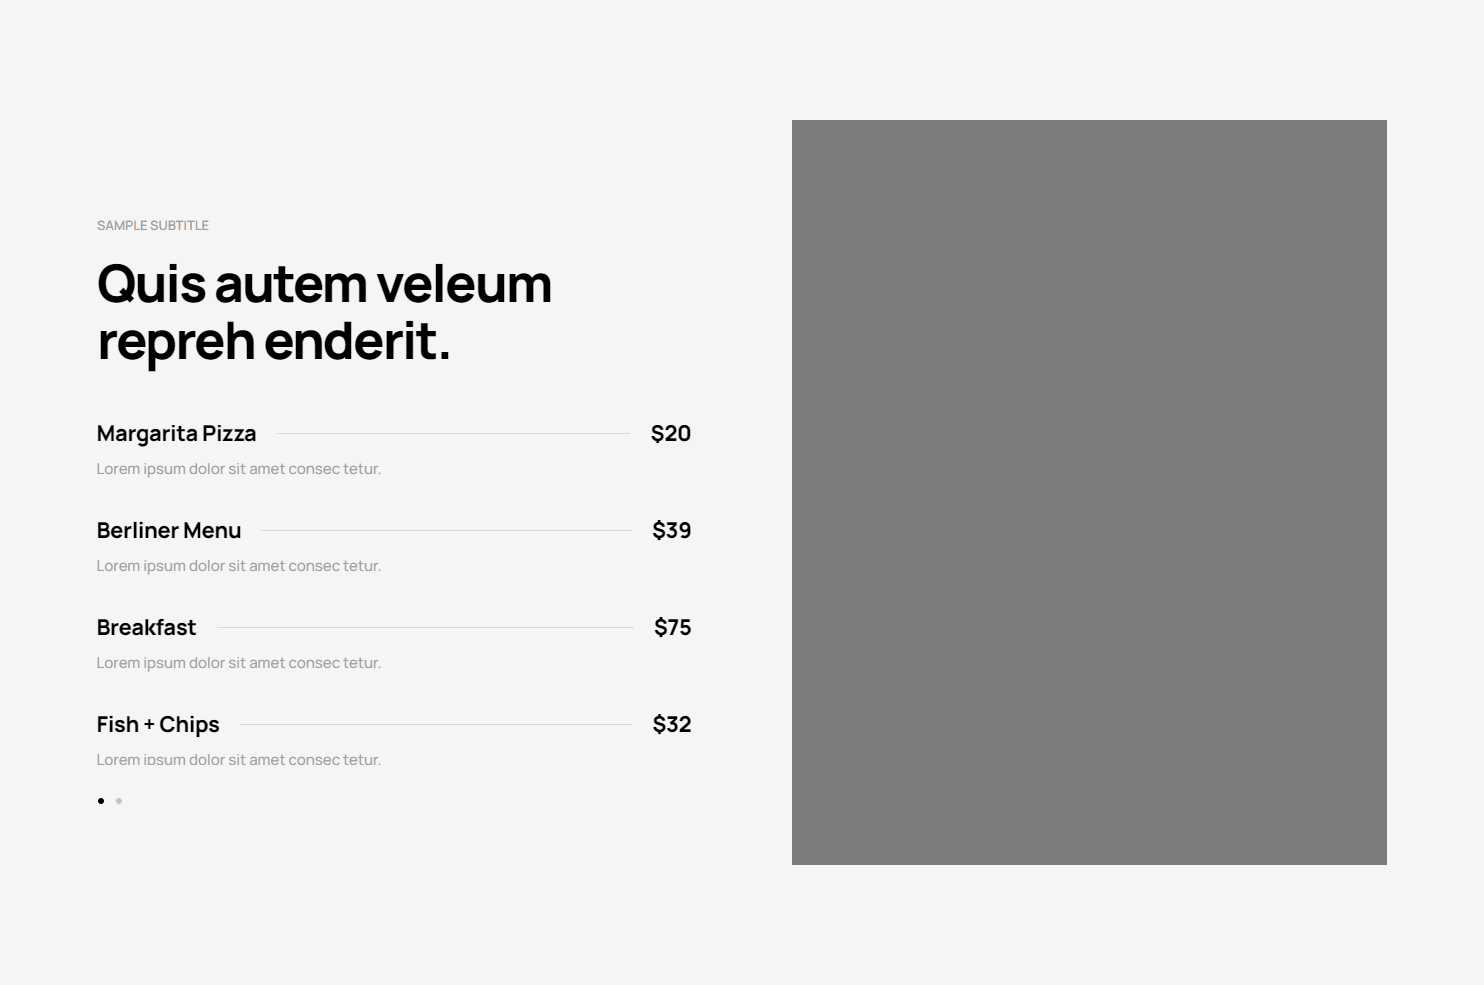 SAMPLE SUBTITLE
Quis autem veleum
repreh enderit.
Margarita Pizza $20
Lorem ipsum dolor sit amet consec tetur.
Berliner Menu $39
Lorem ipsum dolor sit amet consec tetur.
Breakfast $75
Lorem ipsum dolor sit amet consec tetur.
Fish + Chips $32
Lorem ipsum dolor sit amet consec tetur.